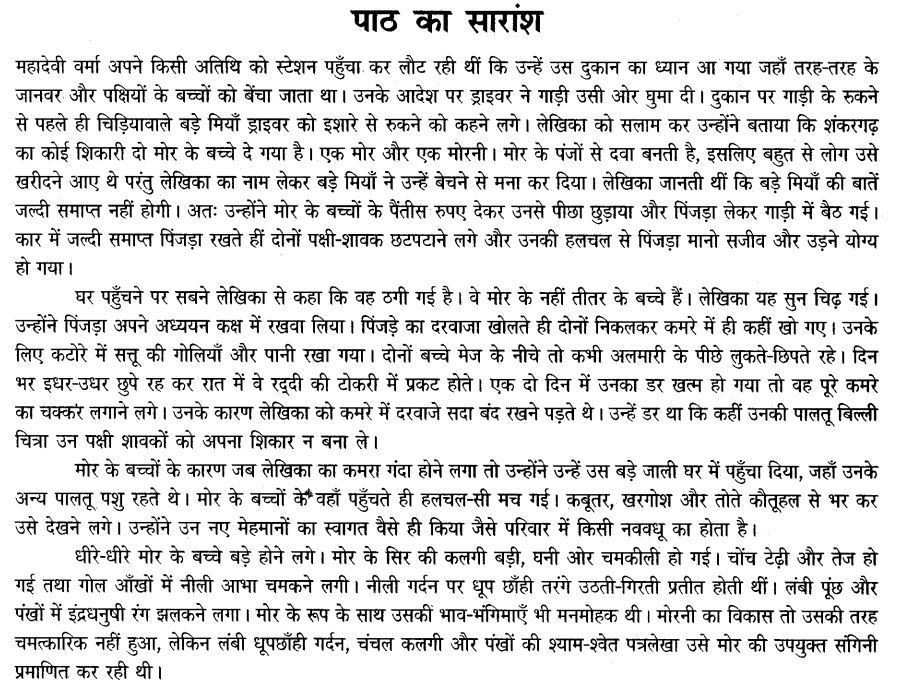 पाठ का सारांश
महादेवी वर्मा अपने किसी अतिथि को स्टेशन पहुँचा कर लौट रही थीं कि उन्हें उस दुकान का ध्यान आ गया जहाँ तरह-तरह के
जानवर और पक्षियों के बच्चों को बेंचा जाता था। उनके आदेश पर ड्राइवर ने गाड़ी उसी ओर घुमा दी। दुकान पर गाड़ी के रुकने
से पहले ही चिड़ियावाले बड़े मियाँ ड्राइवर को इशारे से रुकने को कहने लगे। लेखिका को सलाम कर उन्होंने बताया कि शंकरगढ़
का कोई शिकारी दो मोर के बच्चे दे गया है। एक मोर और एक मोरनी। मोर के पंजों से दवा बनती है, इसलिए बहुत से लोग उसे
खरीदने आए थे परंतु लेखिका का नाम लेकर बड़े मियाँ ने उन्हें बेचने से मना कर दिया। लेखिका जानती थीं कि बड़े मियाँ की बातें
जल्दी समाप्त नहीं होगी। अतः उन्होंने मोर के बच्चों के पैंतीस रुपए देकर उनसे पीछा छुड़ाया और पिंजड़ा लेकर गाड़ी में बैठ गई।
कार में जल्दी समाप्त पिंजड़ा रखते हीं दोनों पक्षी-शावक छटपटाने लगे और उनकी हलचल से पिंजड़ा मानो सजीव और उड़ने योग्य
हो गया।
घर पहुँचने पर सबने लेखिका से कहा कि वह ठगी गई है। वे मोर के नहीं तीतर के बच्चे हैं। लेखिका यह सुन चिढ़ गई।
उन्होंने पिंजड़ा अपने अध्ययन कक्ष में रखवा लिया। पिंजड़े का दरवाजा खोलते ही दोनों निकलकर कमरे में ही कहीं खो गए। उनके
लिए कटोरे में सत्तू की गोलियाँ और पानी रखा गया। दोनों बच्चे मेज के नीचे तो कभी अलमारी के पीछे लुकते-छिपते रहे। दिन
भर इधर-उधर छुपे रह कर रात में वे रद्दी की टोकरी में प्रकट होते। एक दो दिन में उनका डर खत्म हो गया तो वह पूरे कमरे
का चक्कर लगाने लगे। उनके कारण लेखिका को कमरे में दरवाजे सदा बंद रखने पड़ते थे। उन्हें डर था कि कहीं उनकी पालतू बिल्ली
चित्रा उन पक्षी शावकों को अपना शिकार न बना ले।
मोर के बच्चों के कारण जब लेखिका का कमरा गंदा होने लगा तो उन्होंने उन्हें उस बड़े जाली घर में पहुँचा दिया, जहाँ उनके
अन्य पालतू पशु रहते थे। मोर के बच्चों के वहाँ पहुँचते ही हलचल-सी मच गई। कबूतर, खरगोश और तोते कौतूहल से भर कर
उसे देखने लगे। उन्होंने उन नए मेहमानों का स्वागत वैसे ही किया जैसे परिवार में किसी नववधू का होता है।
धीरे-धीरे मोर के बच्चे बड़े होने लगे। मोर के सिर की कलगी बड़ी, घनी ओर चमकीली हो गई। चोंच टेढ़ी और तेज हो
गई तथा गोल आँखों में नीली आभा चमकने लगी। नीली गर्दन पर धूप छाँही तरंगे उठती-गिरती प्रतीत होती थीं। लंबी पूंछ और
पंखों में इंद्रधनुषी रंग झलकने लगा। मोर के रूप के साथ उसकी भाव-भंगिमाएँ भी मनमोहक थी। मोरनी का विकास तो उसकी तरह
चमत्कारिक नहीं हुआ, लेकिन लंबी धूपछाँही गर्दन, चंचल कलगी और पंखों की श्याम-श्वेत पत्रलेखा उसे मोर की उपयुक्त संगिनी
प्रमाणित कर रही थी।